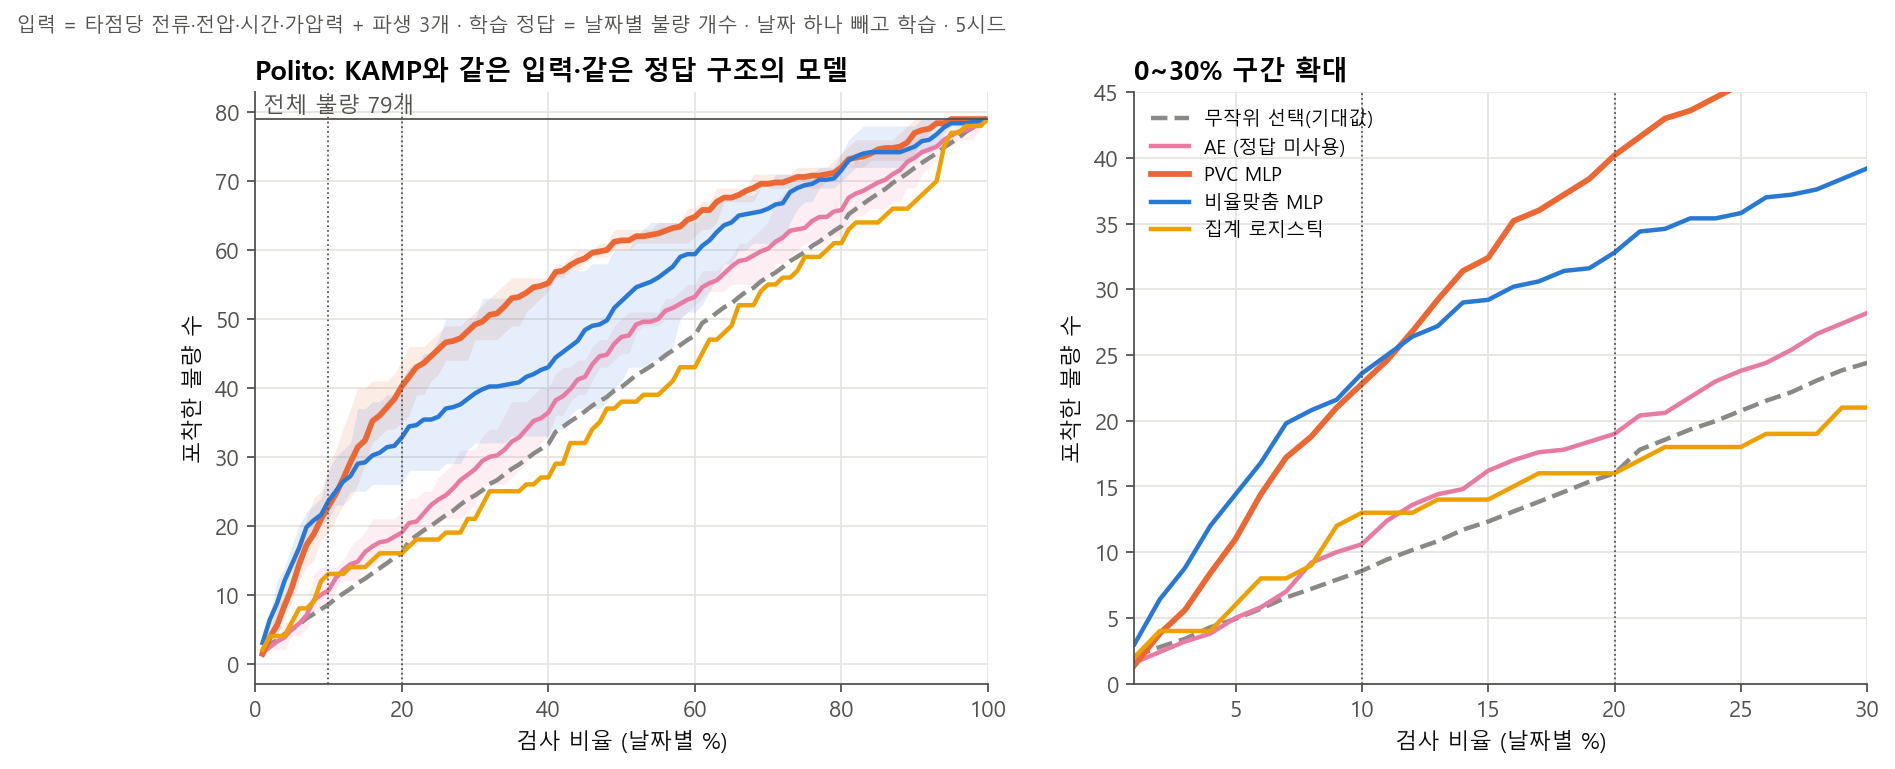 입력 = 타점당 전류·전압·시간·가압력 + 파생 3개 · 학습 정답 = 날짜별 불량 개수 · 날짜 하나 빼고 학습 · 5시드
Polito: KAMP와 같은 입력·같은 정답 구조의 모델
전체 불량 79개
80
70
60
50
40
30
20
10
0
포착한 불량 수
0
20
40
60
80
100
검사 비율 (날짜별 %)
0~30% 구간 확대
무작위 선택(기대값)
AE (정답 미사용)
PVC MLP
비율맞춤 MLP
집계 로지스틱
45
40
35
30
25
20
15
10
5
0
포착한 불량 수
5
10
15
20
25
30
검사 비율 (날짜별 %)